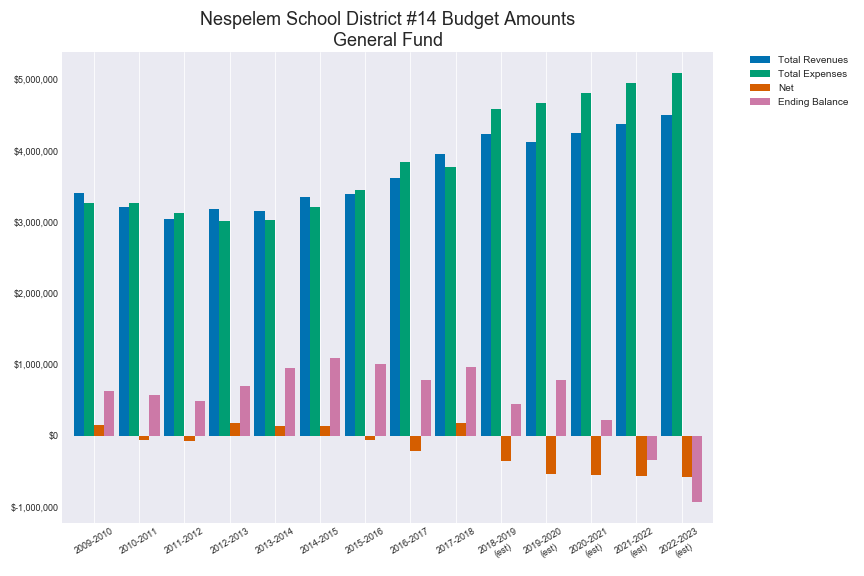 Nespelem School District #14 Budget Amounts
General Fund
Total Revenues
Total Expenses
Net
Ending Balance
$5,000,000
$4,000,000
$3,000,000
$2,000,000
$1,000,000
$0
$-1,000,000
2009-2010
2010-2011
2011-2012
2012-2013
2013-2014
2014-2015
2015-2016
2016-2017
2017-2018
2018-2019
(est)
2019-2020
(est)
2020-2021
(est)
2021-2022
(est)
2022-2023
(est)